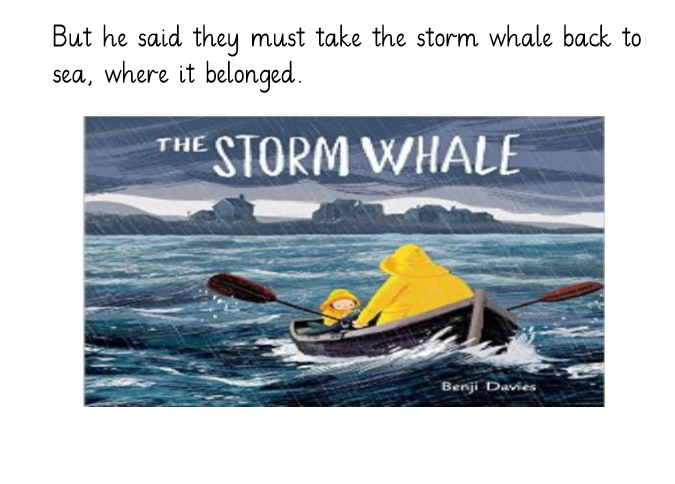 But he said they must take the storm whale back to
sea, where it belonged.
THE STORM WHALE
Benji Davies